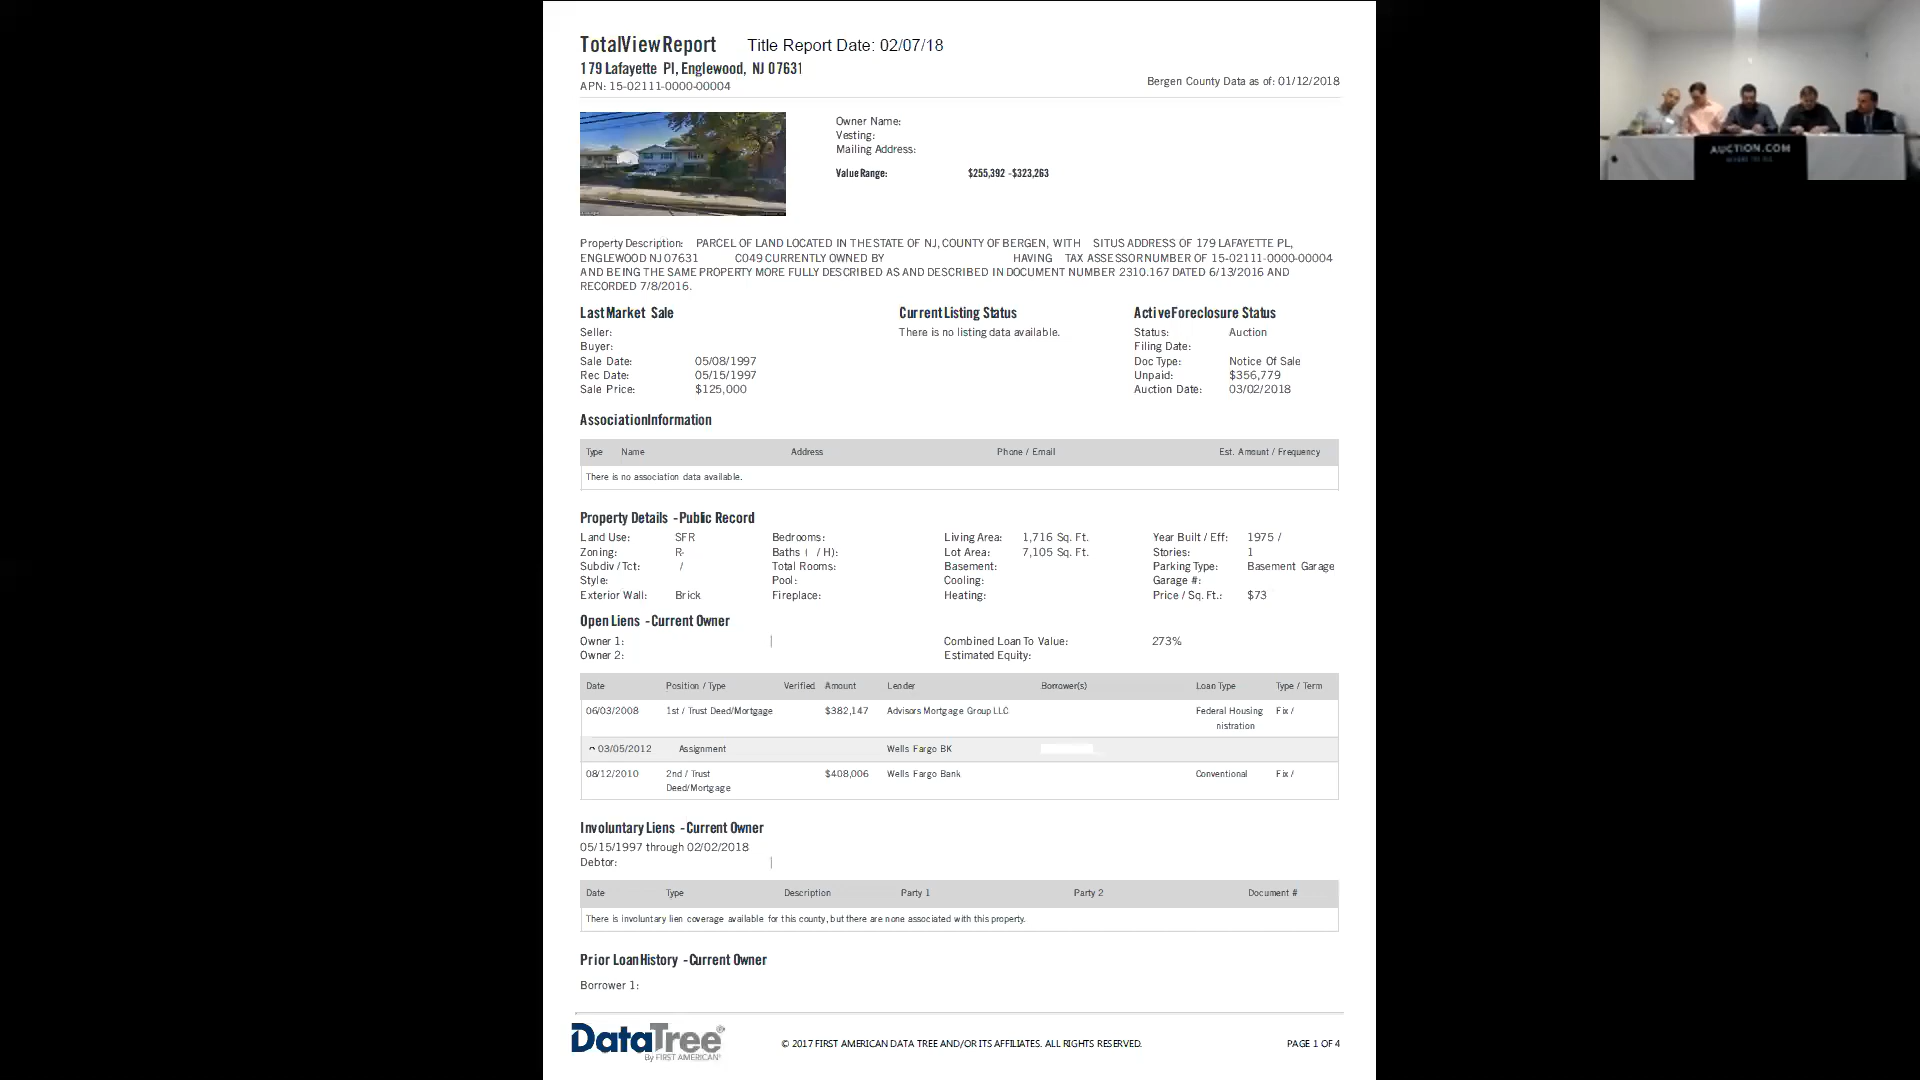 TotalView Report Title Report Date: 02/07/18
179 Lafayette Pl, Englewood, NJ 07631
APN: 15-02111-0000-00004 Bergen County Data as of: 01/12/2018
Owner Name:
Vesting:
Mailing Address:
Value Range: $255,392 - $323,263
Property Description: PARCEL OF LAND LOCATED IN THE STATE OF NJ, COUNTY OF BERGEN, WITH SITUS ADDRESS OF 179 LAFAYETTE PL,
ENGLEWOOD NJ 07631 C049 CURRENTLY OWNED BY HAVING TAX ASSESSOR NUMBER OF 15-02111-0000-00004
AND BEING THE SAME PROPERTY MORE FULLY DESCRIBED AS AND DESCRIBED IN DOCUMENT NUMBER 2310.167 DATED 6/13/2016 AND
RECORDED 7/8/2016.
Last Market Sale Current Listing Status Active Foreclosure Status
Seller: There is no listing data available. Status: Auction
Buyer: Filing Date:
Sale Date: 05/08/1997 Doc Type: Notice Of Sale
Rec Date: 05/15/1997 Unpaid: $356,779
Sale Price: $125,000 Auction Date: 03/02/2018
Association Information
Type Name Address Phone / Email Est. Amount / Frequency
There is no association data available.
Property Details - Public Record
Land Use: SFR Bedrooms: Living Area: 1,716 Sq. Ft. Year Built / Eff: 1975 /
Zoning: R- Baths ( / H): Lot Area: 7,105 Sq. Ft. Stories: 1
Subdiv / Tct: / Total Rooms: Basement: Parking Type: Basement Garage
Style: Pool: Cooling: Garage #:
Exterior Wall: Brick Fireplace: Heating: Price / Sq. Ft.: $73
Open Liens - Current Owner
Owner 1: | Combined Loan To Value: 273%
Owner 2: Estimated Equity:
Date Position / Type Verified Amount Lender Borrower(s) Loan Type Type / Term
06/03/2008 1st / Trust Deed/Mortgage $382,147 Advisors Mortgage Group LLC Federal Housing Fix /
nistration
03/05/2012 Assignment Wells Fargo BK
08/12/2010 2nd / Trust $408,006 Wells Fargo Bank Conventional Fix /
Deed/Mortgage
Involuntary Liens - Current Owner
05/15/1997 through 02/02/2018
Debtor: |
Date Type Description Party 1 Party 2 Document #
There is involuntary lien coverage available for this county, but there are none associated with this property.
Prior Loan History - Current Owner
Borrower 1:
DataTree®
By FIRST AMERICAN®
© 2017 FIRST AMERICAN DATA TREE AND/OR ITS AFFILIATES. ALL RIGHTS RESERVED. PAGE 1 OF 4
AUCTION.COM